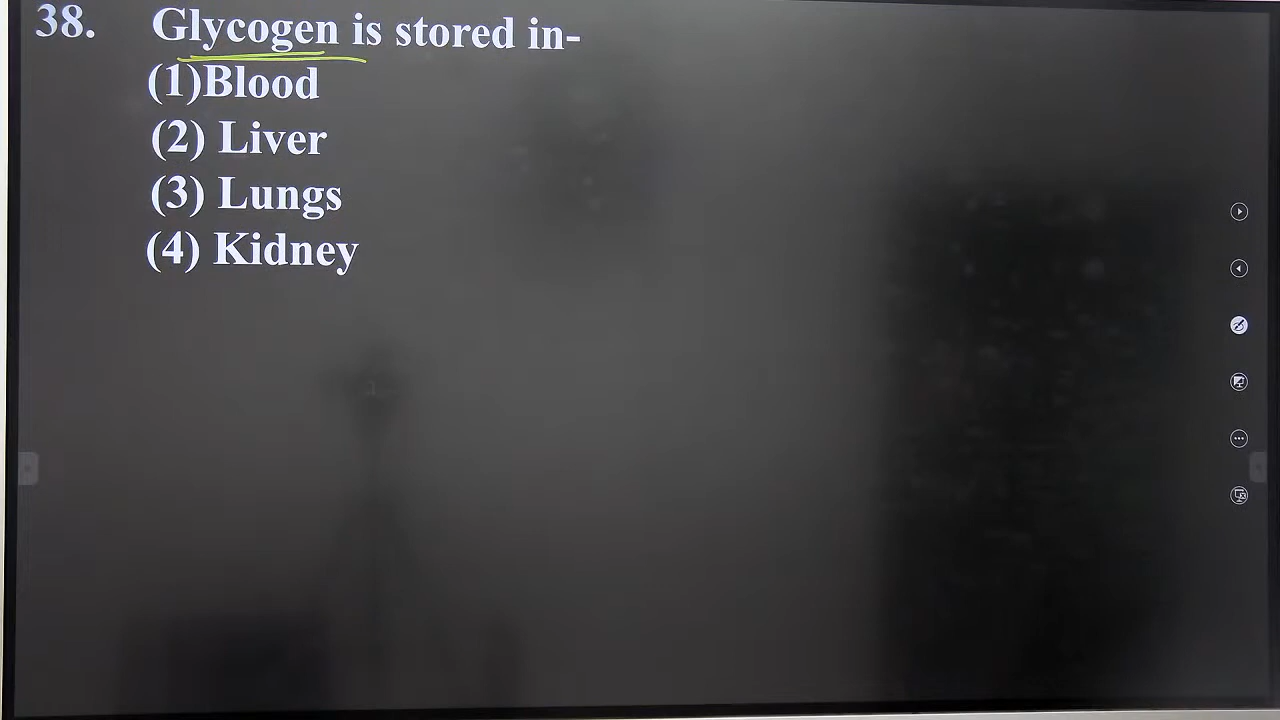 38. Glycogen is stored in-
(1)Blood
(2) Liver
(3) Lungs
(4) Kidney